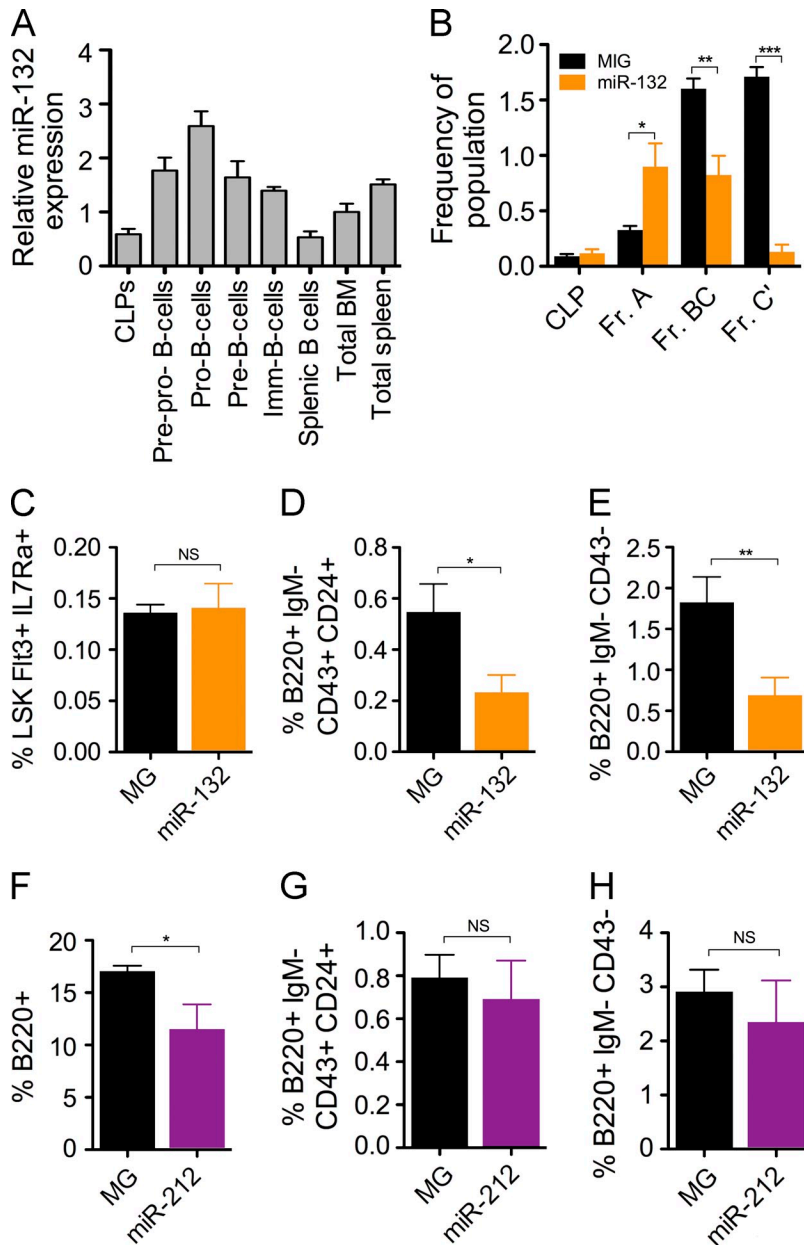 A
Relative miR-132
expression
4
3
2
1
0
CLPs
Pre-pro- B-cells
Pro-B-cells
Pre-B-cells
Imm-B-cells
Splenic B cells
Total BM
Total spleen
B
Frequency of
population
2.0
1.5
1.0
0.5
0.0
MIG
miR-132
*
**
***
CLP
Fr. A
Fr. BC
Fr. C'
C
% LSK Flt3+ IL7Ra+
0.20
0.15
0.10
0.05
0.00
NS
MG
miR-132
D
% B220+ IgM-
CD43+ CD24+
0.8
0.6
0.4
0.2
0.0
*
MG
miR-132
E
% B220+ IgM- CD43-
2.5
2.0
1.5
1.0
0.5
0.0
**
MG
miR-132
F
% B220+
20
15
10
5
0
*
MG
miR-212
G
% B220+ IgM-
CD43+ CD24+
1.0
0.8
0.6
0.4
0.2
0.0
NS
MG
miR-212
H
% B220+ IgM- CD43-
4
3
2
1
0
NS
MG
miR-212